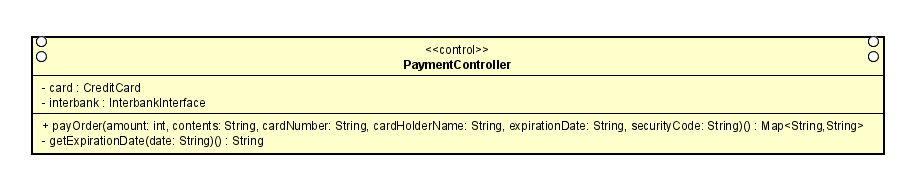 <<control>>
PaymentController
- card : CreditCard
- interbank : InterbankInterface
+ payOrder(amount: int, contents: String, cardNumber: String, cardHolderName: String, expirationDate: String, securityCode: String)() : Map<String,String>
- getExpirationDate(date: String)() : String